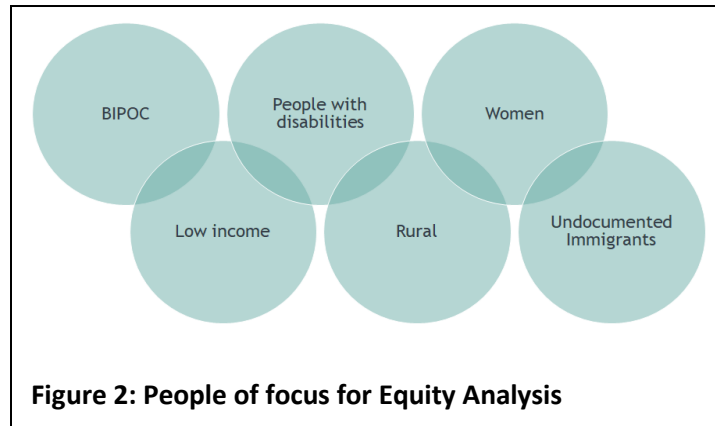 BIPOC
People with
disabilities
Women
Low income
Rural
Undocumented
Immigrants
Figure 2: People of focus for Equity Analysis